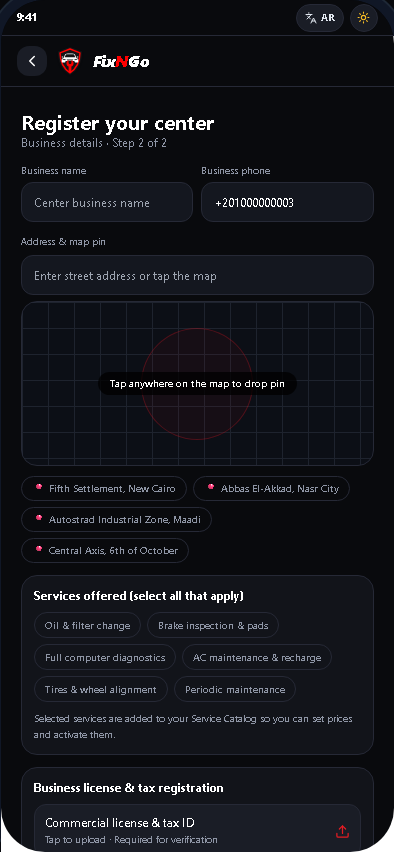 9:41
AR
FixNGo
Register your center
Business details · Step 2 of 2
Business name
Business phone
Center business name
+201000000003
Address & map pin
Enter street address or tap the map
Tap anywhere on the map to drop pin
Fifth Settlement, New Cairo
Abbas El-Akkad, Nasr City
Autostrad Industrial Zone, Maadi
Central Axis, 6th of October
Services offered (select all that apply)
Oil & filter change
Brake inspection & pads
Full computer diagnostics
AC maintenance & recharge
Tires & wheel alignment
Periodic maintenance
Selected services are added to your Service Catalog so you can set prices
and activate them.
Business license & tax registration
Commercial license & tax ID
Tap to upload · Required for verification